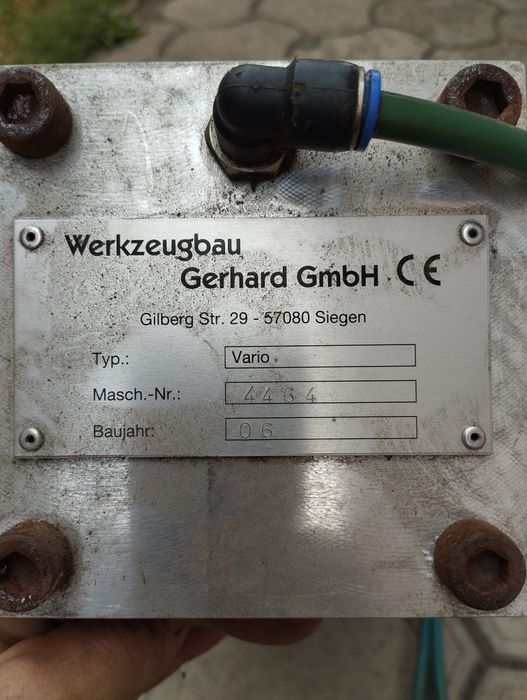 Werkzeugbau
Gerhard GmbH CE
Gilberg Str. 29 - 57080 Siegen
Typ.: Vario
Masch.-Nr.: 4464
Baujahr: 06